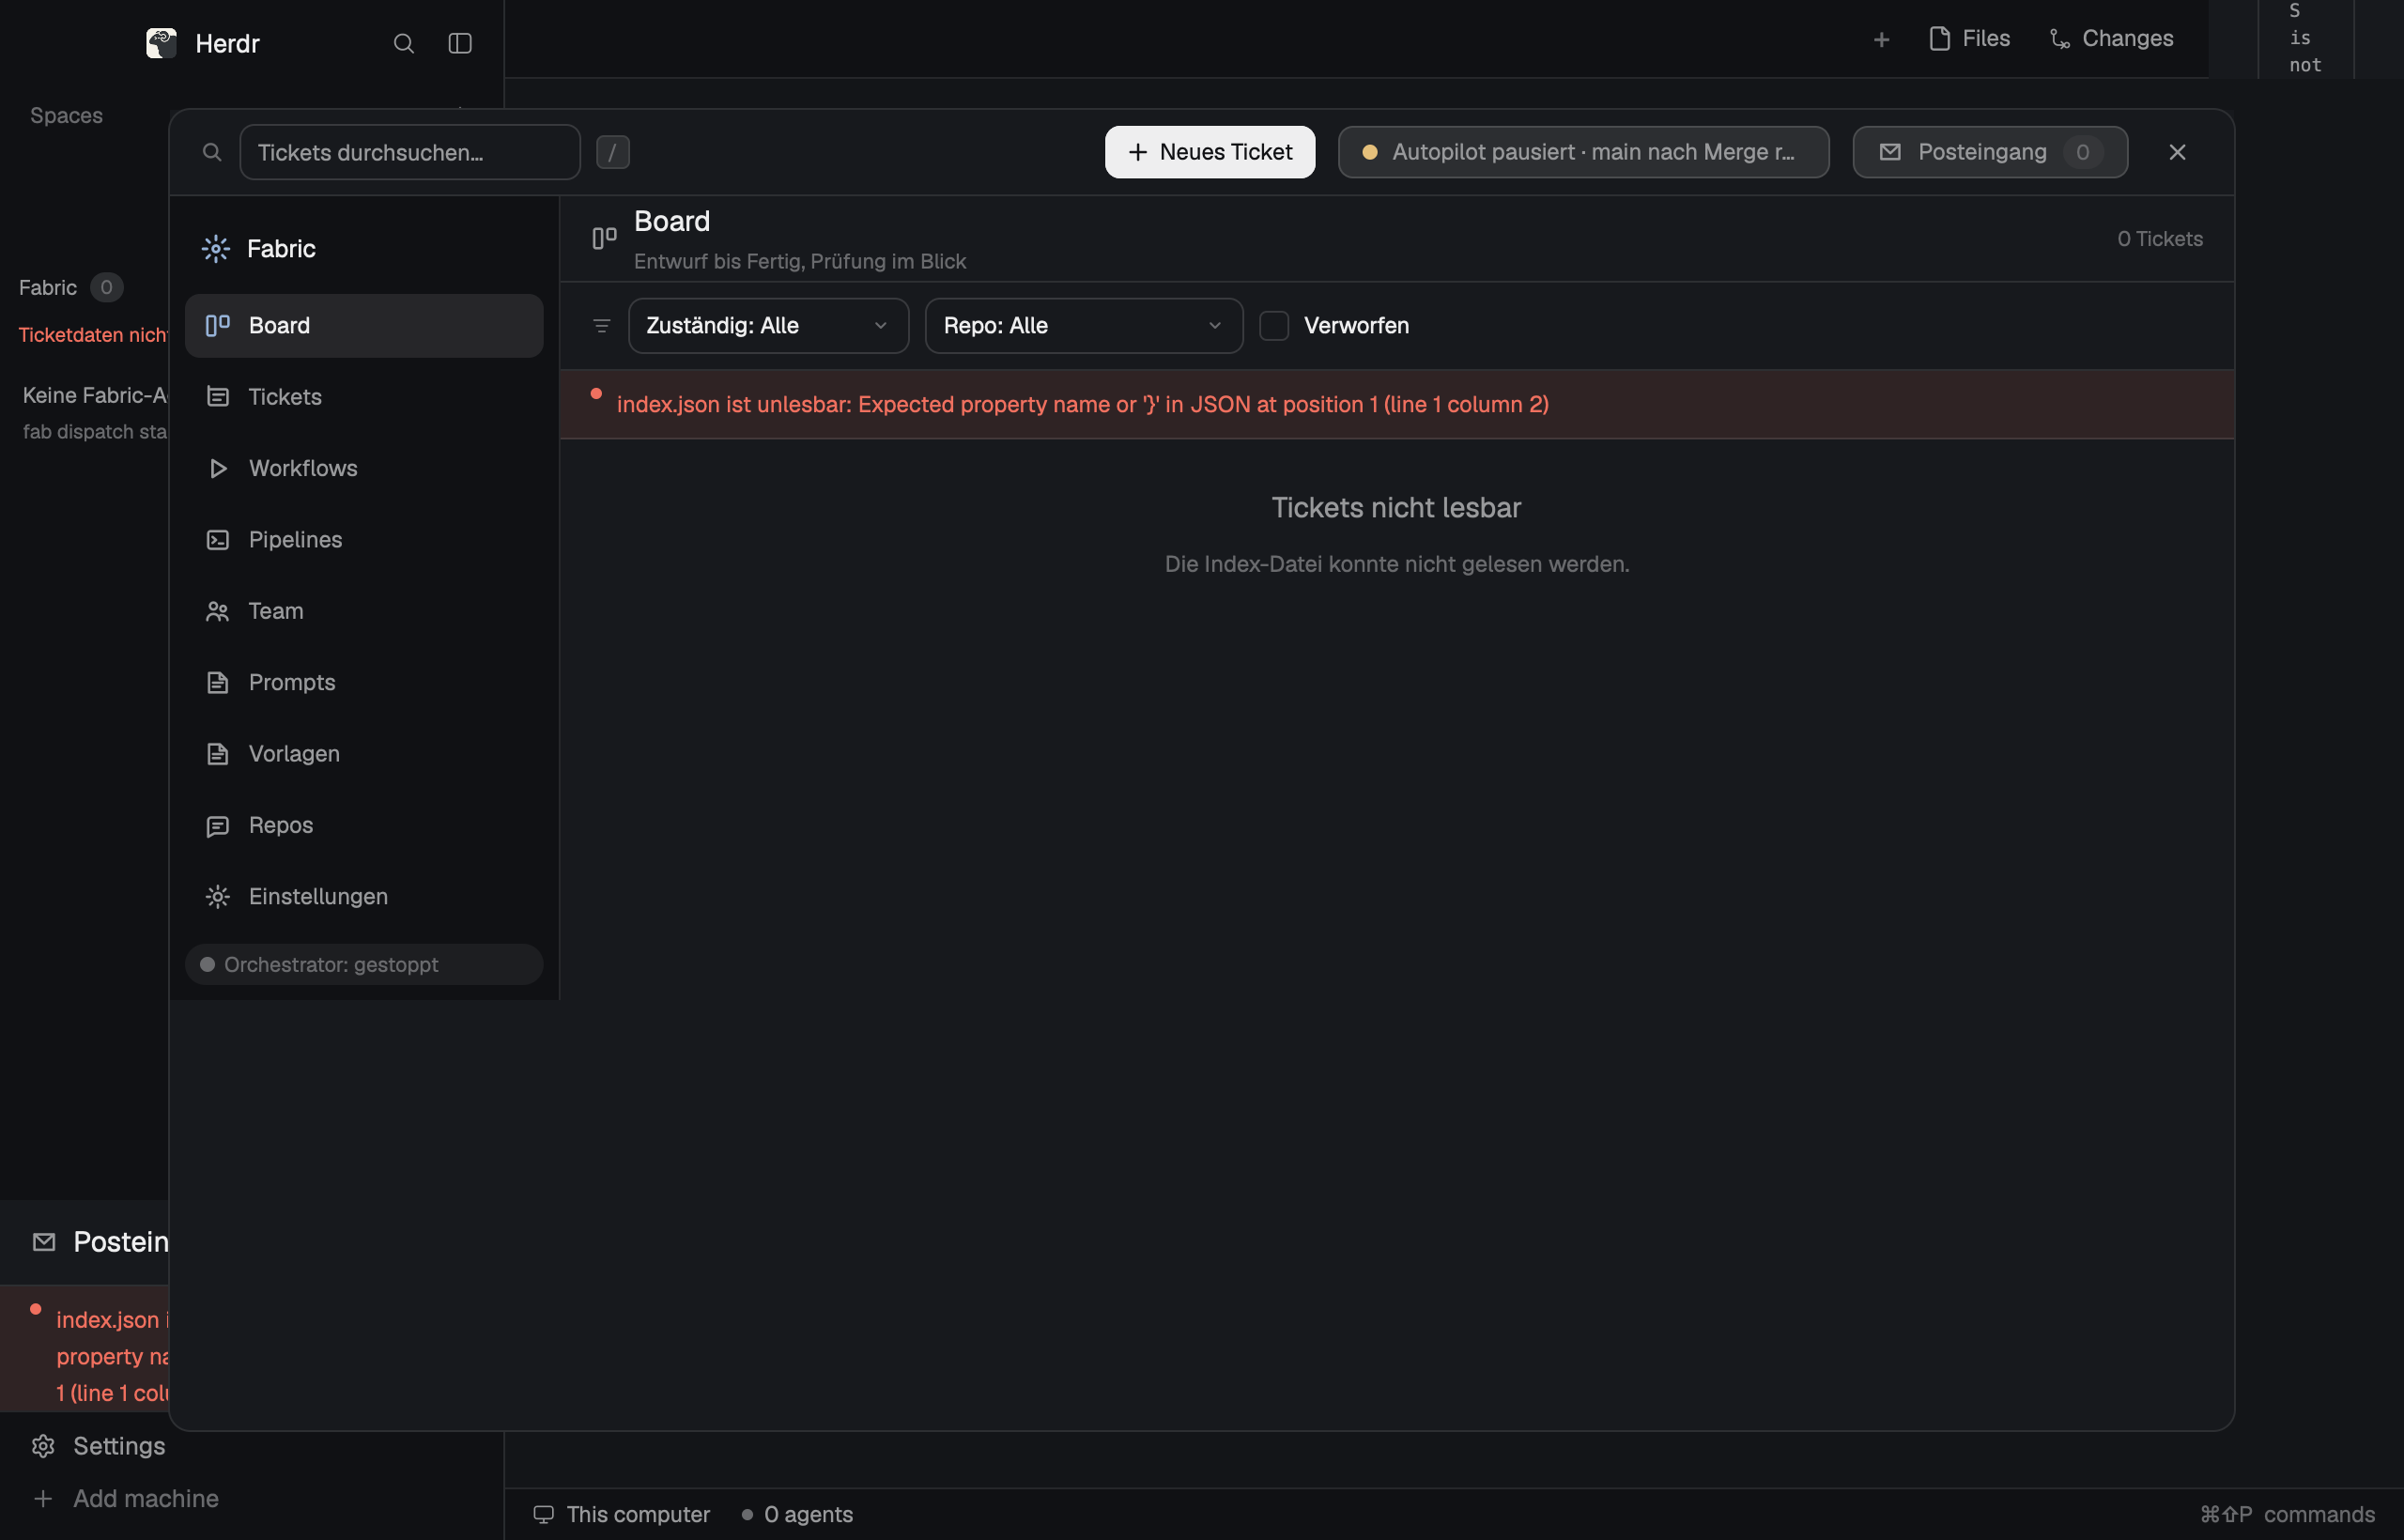 Herdr
+
Files
Changes
S
is
not
Spaces
Tickets durchsuchen...
/
+ Neues Ticket
Autopilot pausiert · main nach Merge r...
Posteingang 0
Fabric 0
Ticketdaten nich
Keine Fabric-A
fab dispatch sta
Fabric
Board
Tickets
Workflows
Pipelines
Team
Prompts
Vorlagen
Repos
Einstellungen
Orchestrator: gestoppt
Board
Entwurf bis Fertig, Prüfung im Blick
0 Tickets
Zuständig: Alle
Repo: Alle
Verworfen
index.json ist unlesbar: Expected property name or '}' in JSON at position 1 (line 1 column 2)
Tickets nicht lesbar
Die Index-Datei konnte nicht gelesen werden.
Postein
index.json
property na
1 (line 1 colu
Settings
+ Add machine
This computer
0 agents
⌘⇧P commands